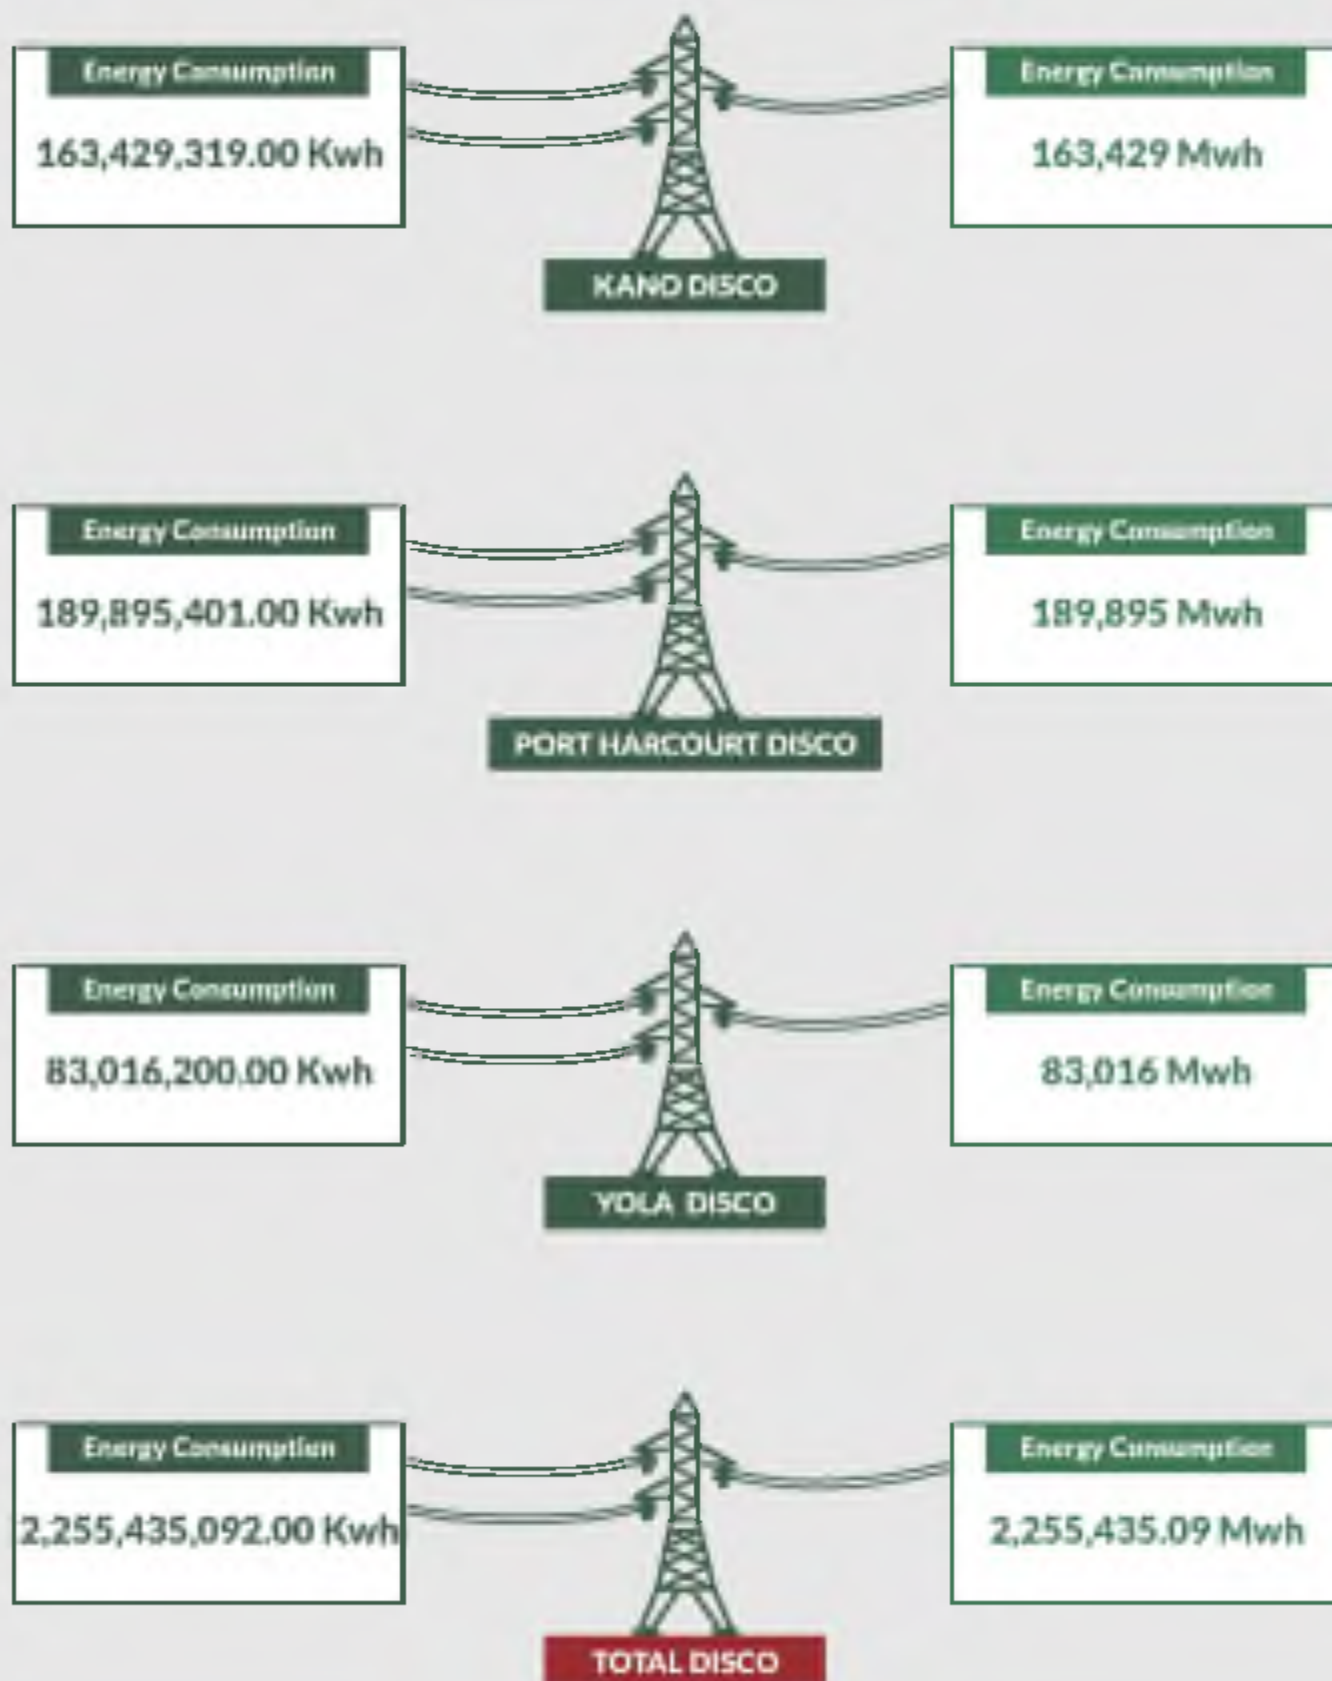 Energy Consumption
Energy Consumption
163,429,319.00 Kwh
163,429 Mwh
KANO DISCO
Energy Consumption
Energy Consumption
189,895,401.00 Kwh
189,895 Mwh
PORT HARCOURT DISCO
Energy Consumption
Energy Consumption
83,016,200.00 Kwh
83,016 Mwh
YOLA DISCO
Energy Consumption
Energy Consumption
2,255,435,092.00 Kwh
2,255,435.09 Mwh
TOTAL DISCO